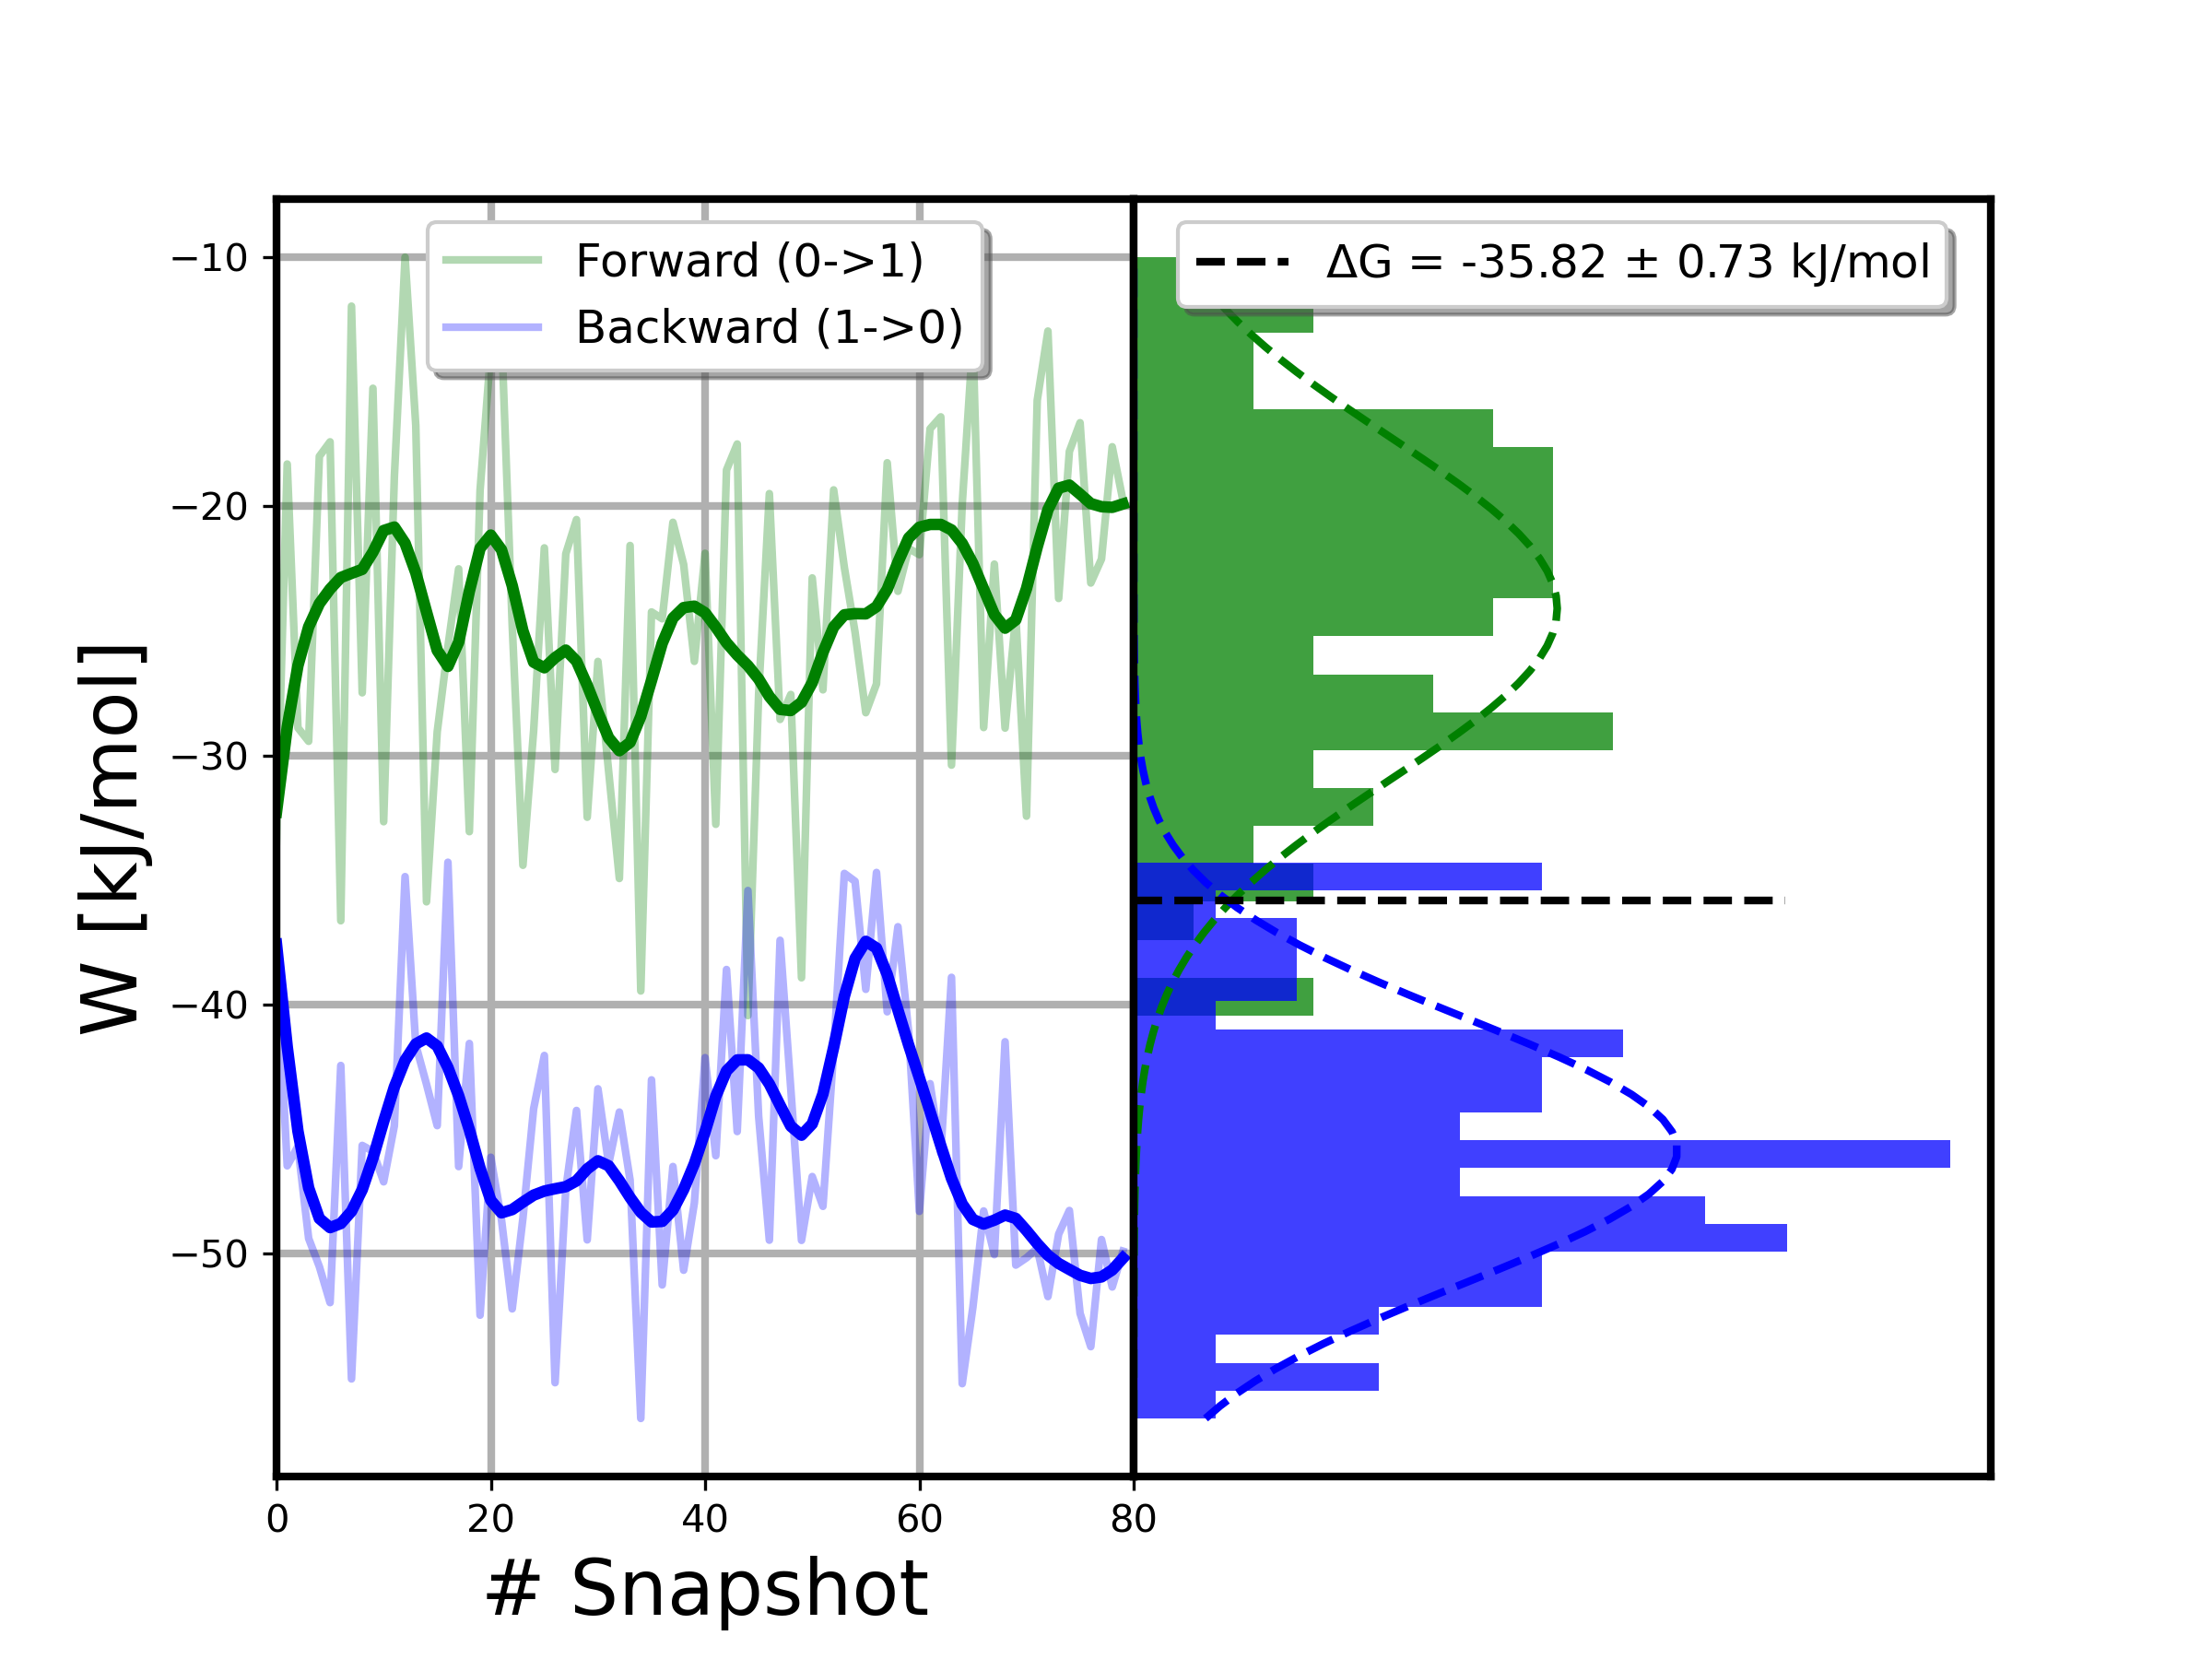 Forward (0->1)
Backward (1->0)
ΔG = -35.82 ± 0.73 kJ/mol
−10
−20
−30
−40
−50
W [kJ/mol]
0
20
40
60
80
# Snapshot